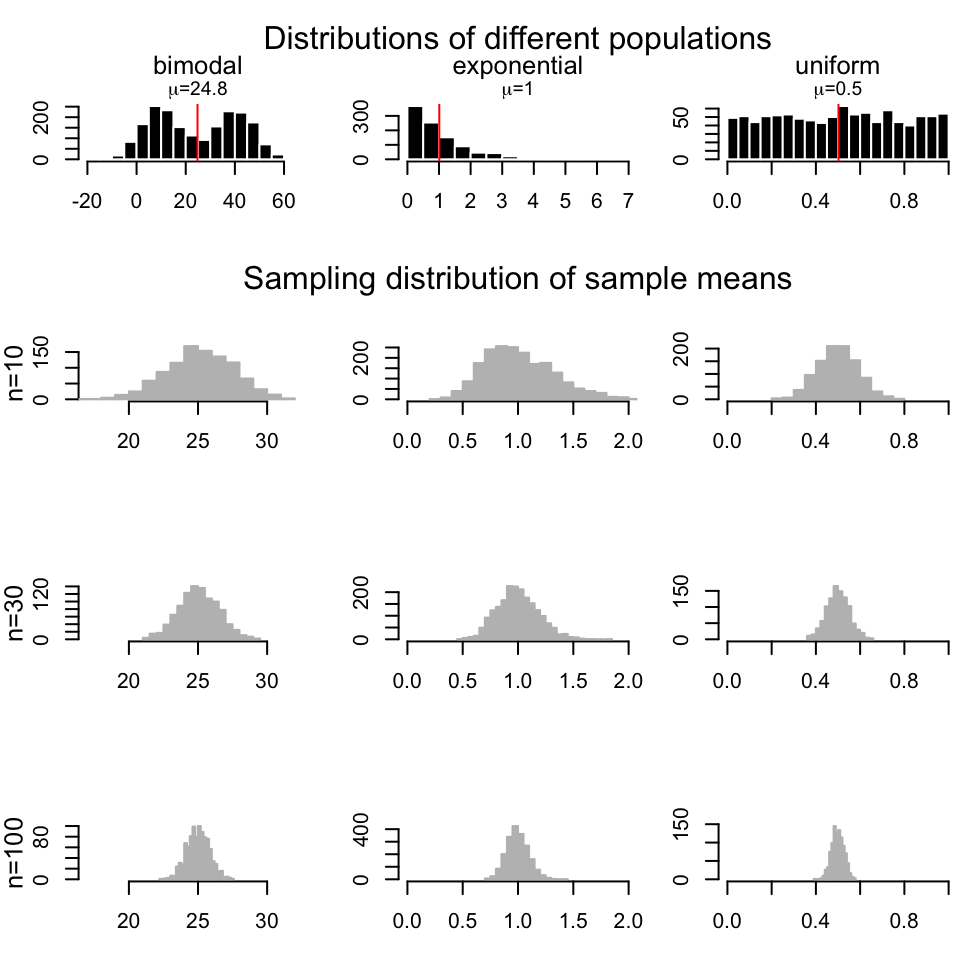 Distributions of different populations
bimodal exponential uniform
μ=24.8 μ=1 μ=0.5
0 200 0 300 0 50
-20 0 20 40 60 0 1 2 3 4 5 6 7 0.0 0.4 0.8
Sampling distribution of sample means
n=10 0 150 0 200 0 200
20 25 30 0.0 0.5 1.0 1.5 2.0 0.0 0.4 0.8
n=30 0 120 0 200 0 150
20 25 30 0.0 0.5 1.0 1.5 2.0 0.0 0.4 0.8
n=100 0 80 0 400 0 150
20 25 30 0.0 0.5 1.0 1.5 2.0 0.0 0.4 0.8